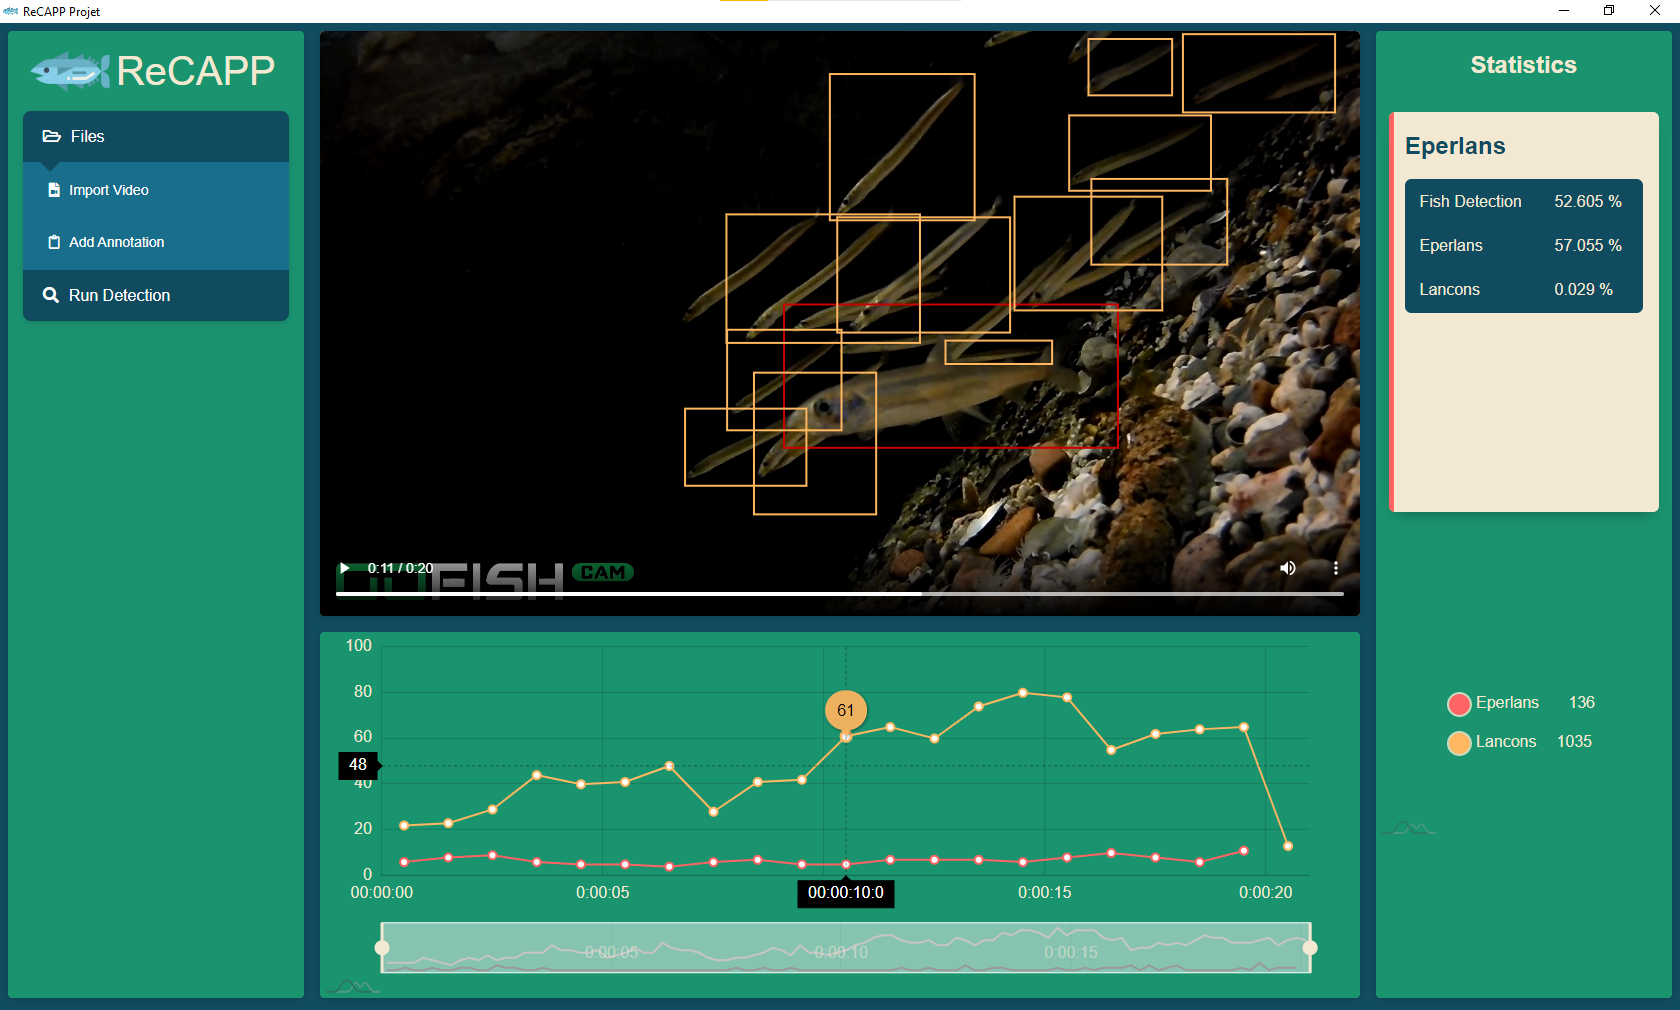 ReCAPP Projet
ReCAPP
Files
Import Video
Add Annotation
Run Detection
FISH CAM
0:11 / 0:20
Statistics
Eperlans
Fish Detection 52.605 %
Eperlans 57.055 %
Lancons 0.029 %
Eperlans 136
Lancons 1035
100
80
61
60
48
40
20
0
00:00:00 0:00:05 00:00:10:0 0:00:15 0:00:20
0:00:05 0:00:10 0:00:15